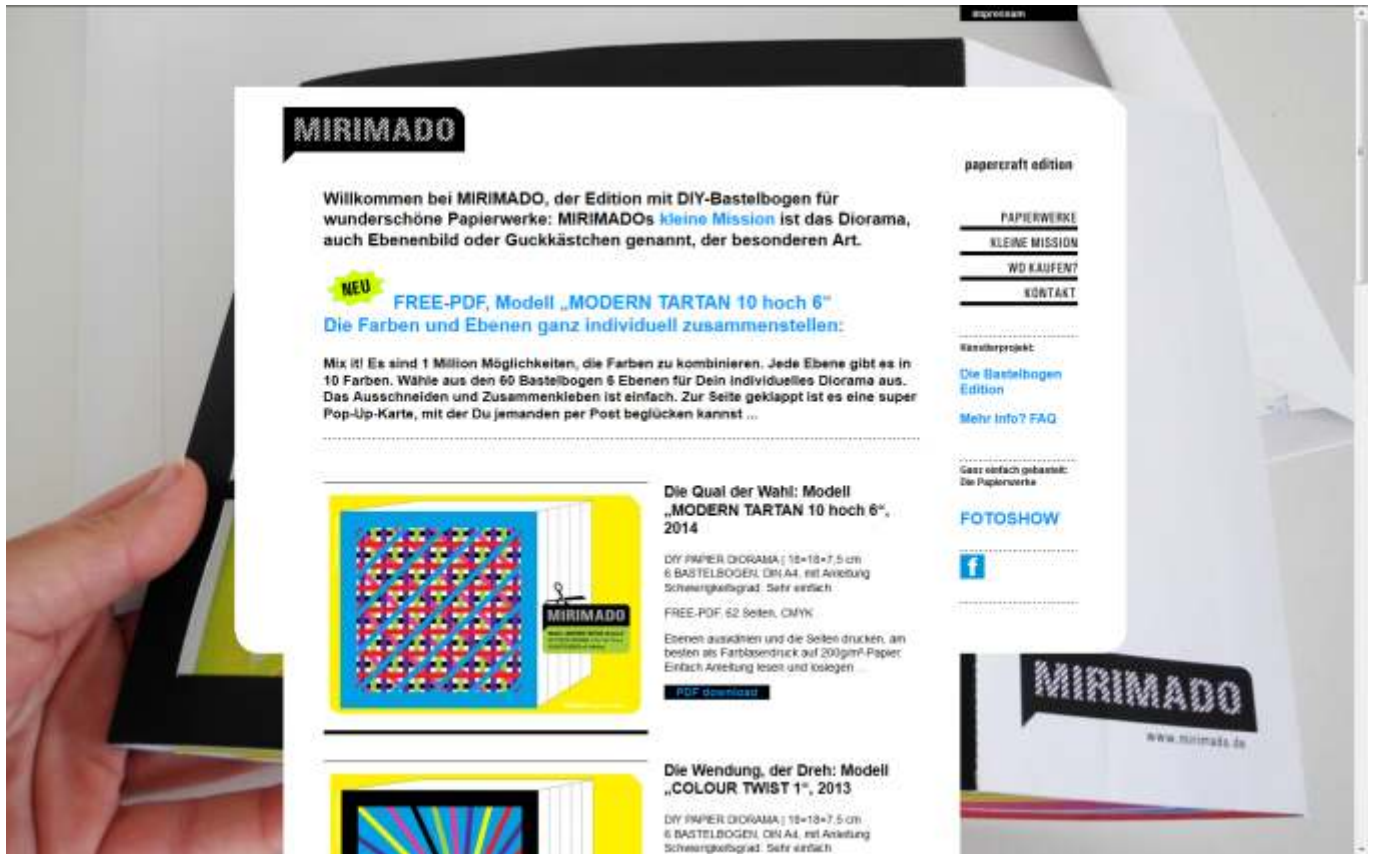 impressum
MIRIMADO
papercraft edition
Willkommen bei MIRIMADO, der Edition mit DIY-Bastelbogen für
wunderschöne Papierwerke: MIRIMADOs kleine Mission ist das Diorama,
auch Ebenenbild oder Guckkästchen genannt, der besonderen Art.
PAPIERWERKE
KLEINE MISSION
WO KAUFEN?
KONTAKT
NEU
FREE-PDF, Modell „MODERN TARTAN 10 hoch 6“
Die Farben und Ebenen ganz individuell zusammenstellen:
Mix it! Es sind 1 Million Möglichkeiten, die Farben zu kombinieren. Jede Ebene gibt es in
10 Farben. Wähle aus den 60 Bastelbogen 6 Ebenen für Dein individuelles Diorama aus.
Das Ausschneiden und Zusammenkleben ist einfach. Zur Seite geklappt ist es eine super
Pop-Up-Karte, mit der Du jemanden per Post beglücken kannst ...
Künstlerprojekt:
Die Bastelbogen
Edition
Mehr Info? FAQ
Ganz einfach gebastelt:
Die Papierwerke
FOTOSHOW
f
Die Qual der Wahl: Modell
„MODERN TARTAN 10 hoch 6“,
2014
DIY PAPIER DIORAMA | 18×18×7,5 cm
6 BASTELBOGEN, DIN A4, mit Anleitung
Schwierigkeitsgrad: Sehr einfach
FREE-PDF: 62 Seiten, CMYK
Ebenen auswählen und die Seiten drucken, am
besten als Farblaserdruck auf 200g/m²-Papier.
Einfach Anleitung lesen und loslegen ...
PDF download
MIRIMADO
MIRIMADO
www.mirimado.de
Die Wendung, der Dreh: Modell
„COLOUR TWIST 1“, 2013
DIY PAPIER DIORAMA | 18×18×7,5 cm
6 BASTELBOGEN, DIN A4, mit Anleitung
Schwierigkeitsgrad: Sehr einfach